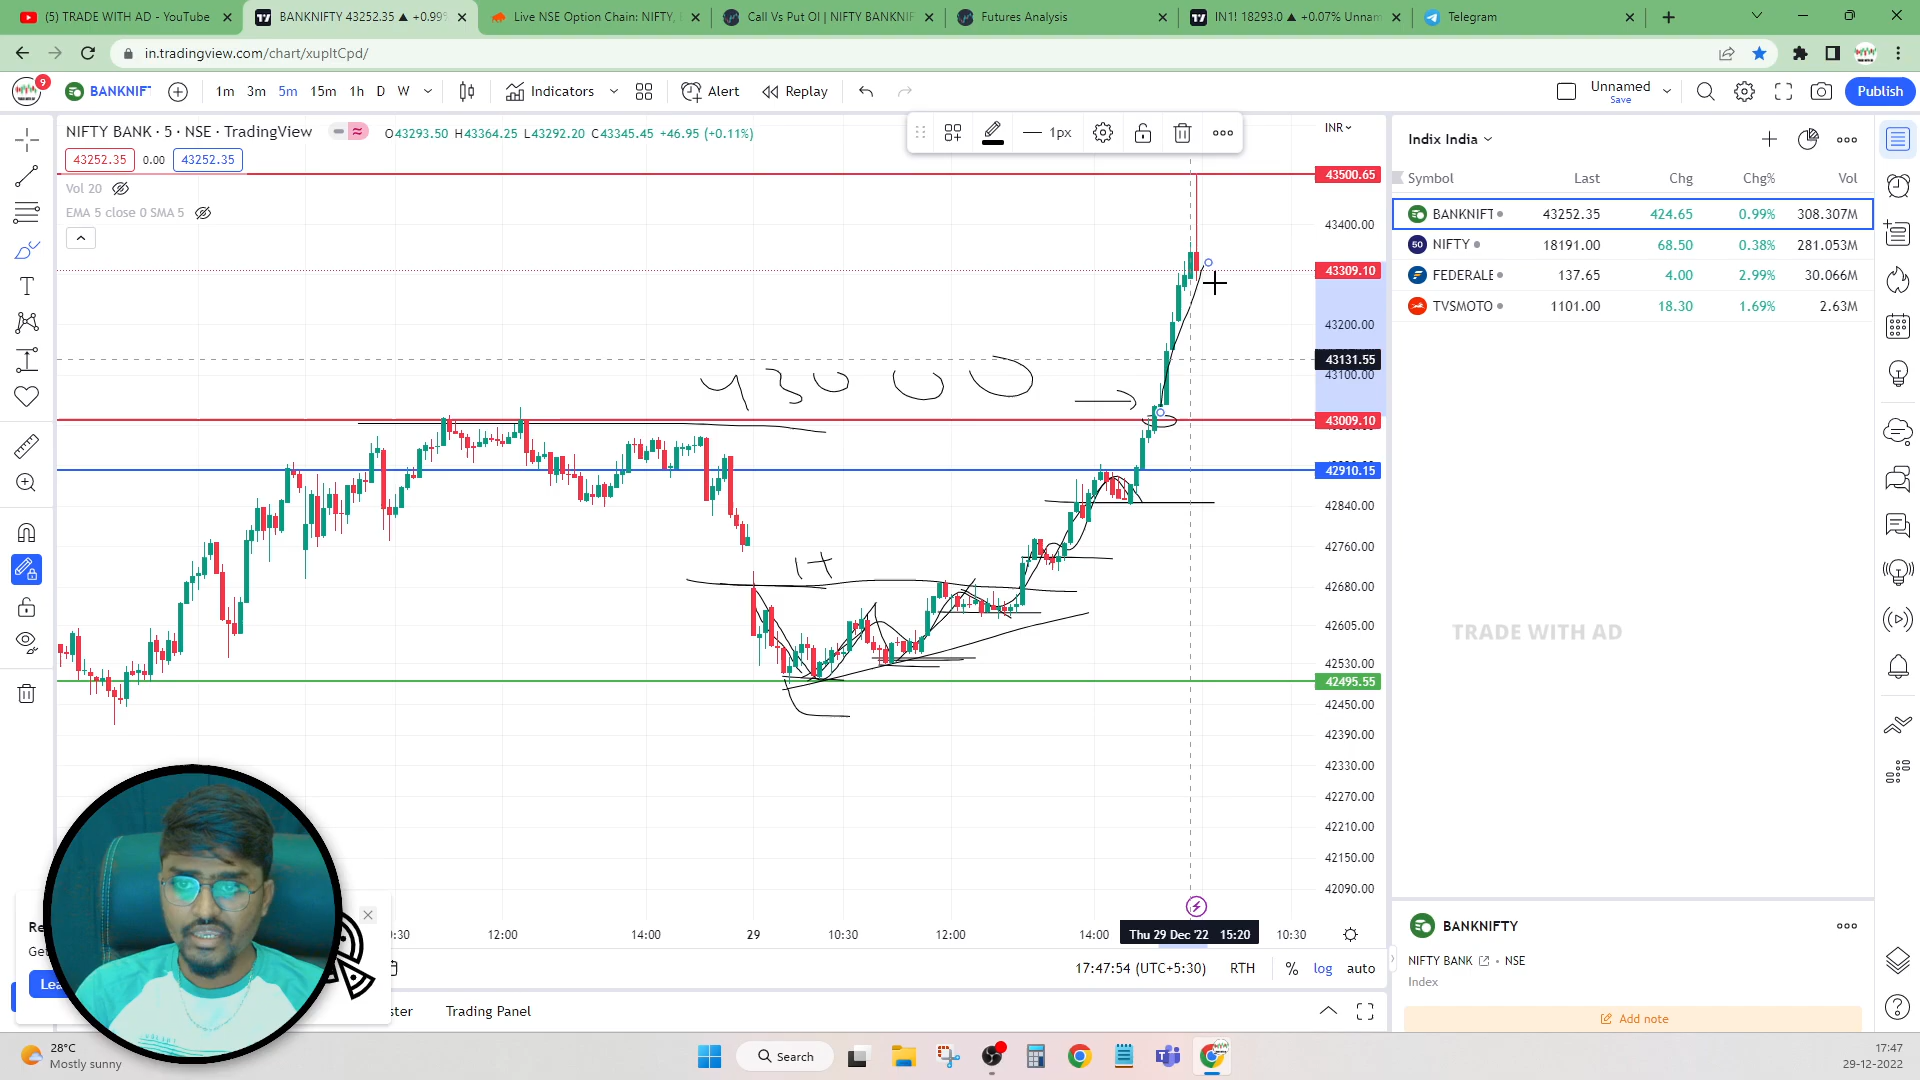 (5) TRADE WITH AD - YouTube
BANKNIFTY 43252.35 ▲ +0.99%
Live NSE Option Chain: NIFTY,
Call Vs Put OI | NIFTY BANKNIF
Futures Analysis
IN1! 18293.0 ▲ +0.07% Unnam
Telegram
in.tradingview.com/chart/xupltCpd/
9
BANKNIF
1m 3m 5m 15m 1h D W
Indicators
Alert
Replay
Unnamed
Save
Publish
NIFTY BANK · 5 · NSE · TradingView
O43293.50 H43364.25 L43292.20 C43345.45 +46.95 (+0.11%)
1px
INR
43252.35 0.00 43252.35
Vol 20
EMA 5 close 0 SMA 5
43500.65
43400.00
43309.10
43200.00
43131.55
43100.00
43009.10
42910.15
42840.00
42760.00
42680.00
42605.00
42530.00
42495.55
42450.00
42390.00
42330.00
42270.00
42210.00
42150.00
42090.00
43000
1H
:30 12:00 14:00 29 10:30 12:00 14:00 Thu 29 Dec '22 15:20 10:30
17:47:54 (UTC+5:30) RTH % log auto
Trading Panel
Indix India
Symbol Last Chg Chg% Vol
BANKNIFT 43252.35 424.65 0.99% 308.307M
50 NIFTY 18191.00 68.50 0.38% 281.053M
FEDERALE 137.65 4.00 2.99% 30.066M
TVSMOTO 1101.00 18.30 1.69% 2.63M
TRADE WITH AD
BANKNIFTY
NIFTY BANK • NSE
Index
Add note
28°C
Mostly sunny
Search
17:47
29-12-2022